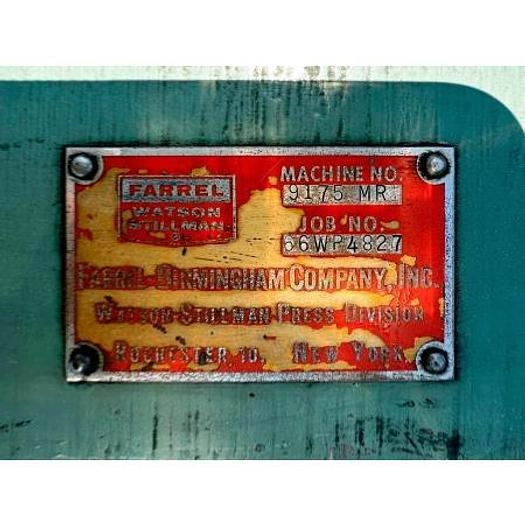 FARREL
WATSON
STILLMAN
®
MACHINE NO.
9175 MR
JOB NO.
66WP4827
FARREL-BIRMINGHAM COMPANY, INC.
WATSON-STILLMAN PRESS DIVISION
ROCHESTER 10, NEW YORK